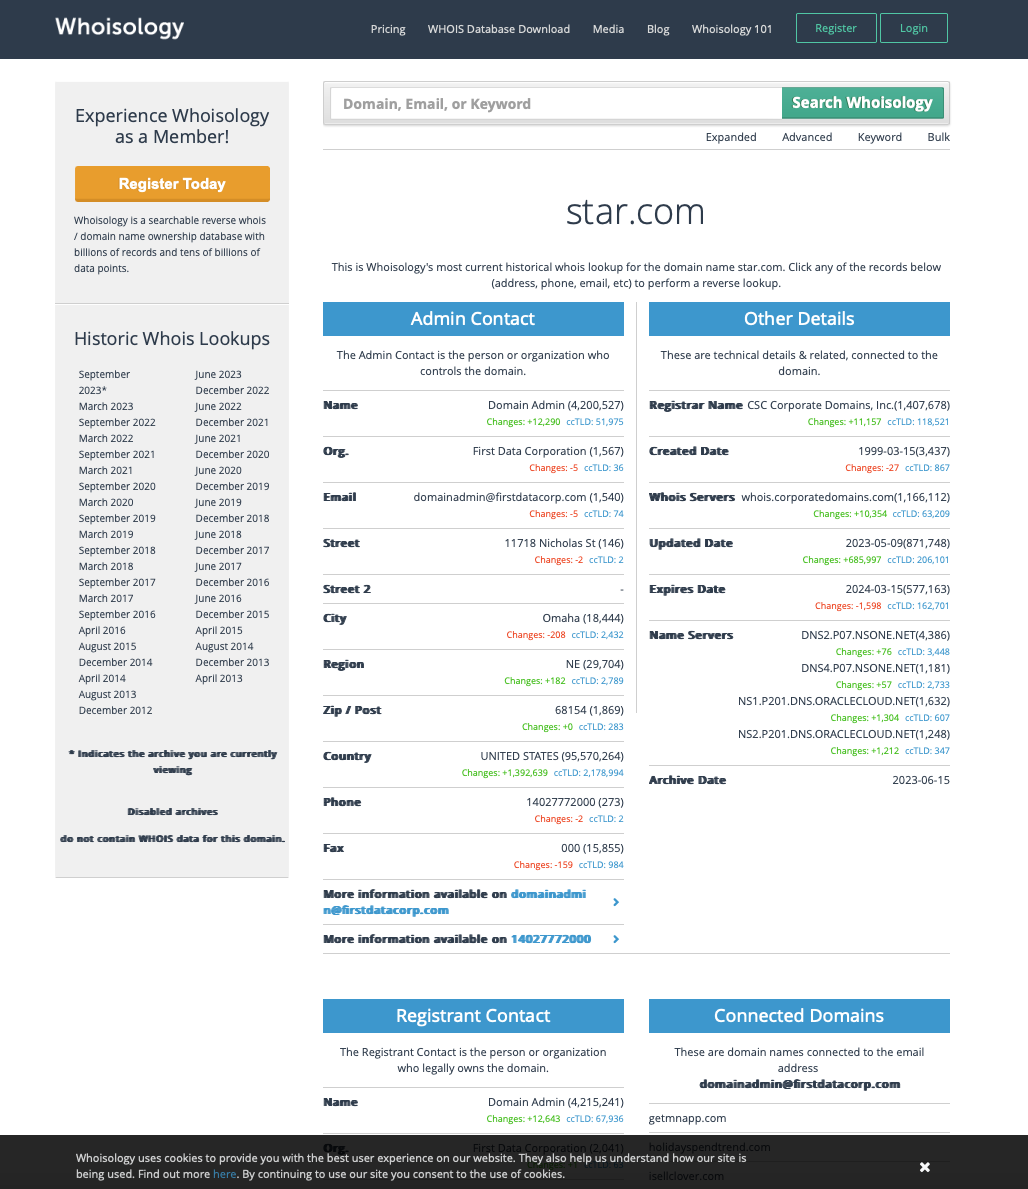 Whoisology
Pricing
WHOIS Database Download
Media
Blog
Whoisology 101
Register
Login
Experience Whoisology
as a Member!
Register Today
Whoisology is a searchable reverse whois
/ domain name ownership database with
billions of records and tens of billions of
data points.
Historic Whois Lookups
September
2023*
March 2023
September 2022
March 2022
September 2021
March 2021
September 2020
March 2020
September 2019
March 2019
September 2018
March 2018
September 2017
March 2017
September 2016
April 2016
August 2015
December 2014
April 2014
August 2013
December 2012
June 2023
December 2022
June 2022
December 2021
June 2021
December 2020
June 2020
December 2019
June 2019
December 2018
June 2018
December 2017
June 2017
December 2016
June 2016
December 2015
April 2015
August 2014
December 2013
April 2013
* Indicates the archive you are currently
viewing
Disabled archives
do not contain WHOIS data for this domain.
Domain, Email, or Keyword
Search Whoisology
Expanded
Advanced
Keyword
Bulk
star.com
This is Whoisology's most current historical whois lookup for the domain name star.com. Click any of the records below
(address, phone, email, etc) to perform a reverse lookup.
Admin Contact
The Admin Contact is the person or organization who
controls the domain.
Name Domain Admin (4,200,527)
Changes: +12,290 ccTLD: 51,975
Org. First Data Corporation (1,567)
Changes: -5 ccTLD: 36
Email domainadmin@firstdatacorp.com (1,540)
Changes: -5 ccTLD: 74
Street 11718 Nicholas St (146)
Changes: -2 ccTLD: 2
Street 2 -
City Omaha (18,444)
Changes: -208 ccTLD: 2,432
Region NE (29,704)
Changes: +182 ccTLD: 2,789
Zip / Post 68154 (1,869)
Changes: +0 ccTLD: 283
Country UNITED STATES (95,570,264)
Changes: +1,392,639 ccTLD: 2,178,994
Phone 14027772000 (273)
Changes: -2 ccTLD: 2
Fax 000 (15,855)
Changes: -159 ccTLD: 984
More information available on domainadmi
n@firstdatacorp.com
More information available on 14027772000
Other Details
These are technical details & related, connected to the
domain.
Registrar Name CSC Corporate Domains, Inc.(1,407,678)
Changes: +11,157 ccTLD: 118,521
Created Date 1999-03-15(3,437)
Changes: -27 ccTLD: 867
Whois Servers whois.corporatedomains.com(1,166,112)
Changes: +10,354 ccTLD: 63,209
Updated Date 2023-05-09(871,748)
Changes: +685,997 ccTLD: 206,101
Expires Date 2024-03-15(577,163)
Changes: -1,598 ccTLD: 162,701
Name Servers DNS2.P07.NSONE.NET(4,386)
Changes: +76 ccTLD: 3,448
DNS4.P07.NSONE.NET(1,181)
Changes: +57 ccTLD: 2,733
NS1.P201.DNS.ORACLECLOUD.NET(1,632)
Changes: +1,304 ccTLD: 607
NS2.P201.DNS.ORACLECLOUD.NET(1,248)
Changes: +1,212 ccTLD: 347
Archive Date 2023-06-15
Registrant Contact
The Registrant Contact is the person or organization
who legally owns the domain.
Name Domain Admin (4,215,241)
Changes: +12,643 ccTLD: 67,936
Org. First Data Corporation (2,041)
Connected Domains
These are domain names connected to the email
address
domainadmin@firstdatacorp.com
getmnapp.com
holidayspendtrend.com
isellclover.com
Whoisology uses cookies to provide you with the best user experience on our website. They also help us understand how our site is
being used. Find out more here. By continuing to use our site you consent to the use of cookies.